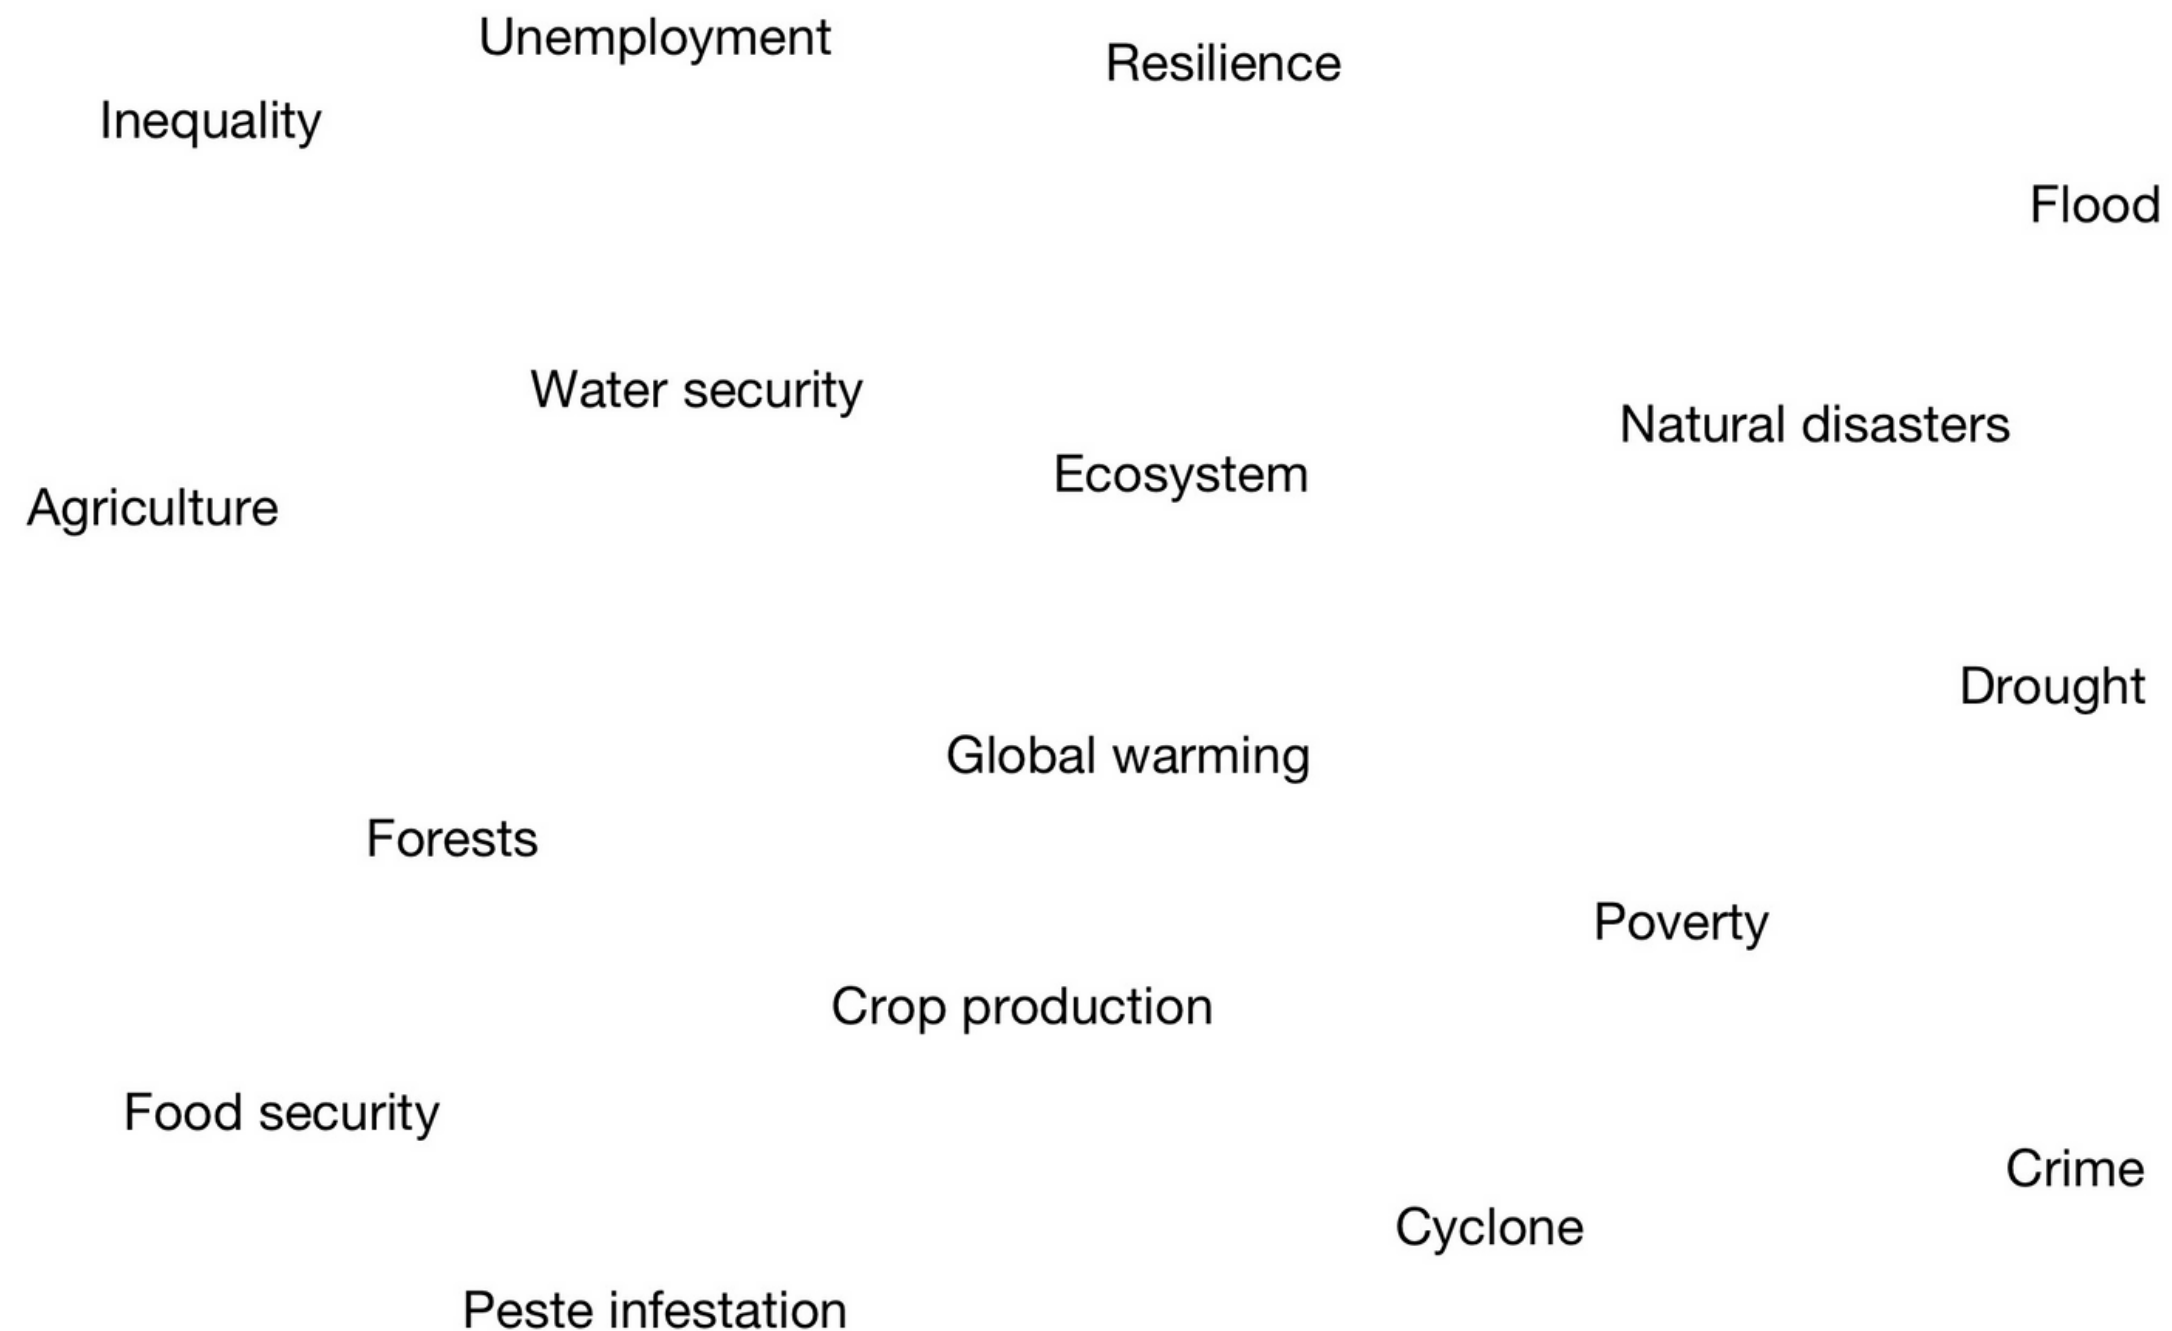 Unemployment
Resilience
Inequality
Flood
Water security
Natural disasters
Ecosystem
Agriculture
Drought
Global warming
Forests
Poverty
Crop production
Food security
Crime
Cyclone
Peste infestation